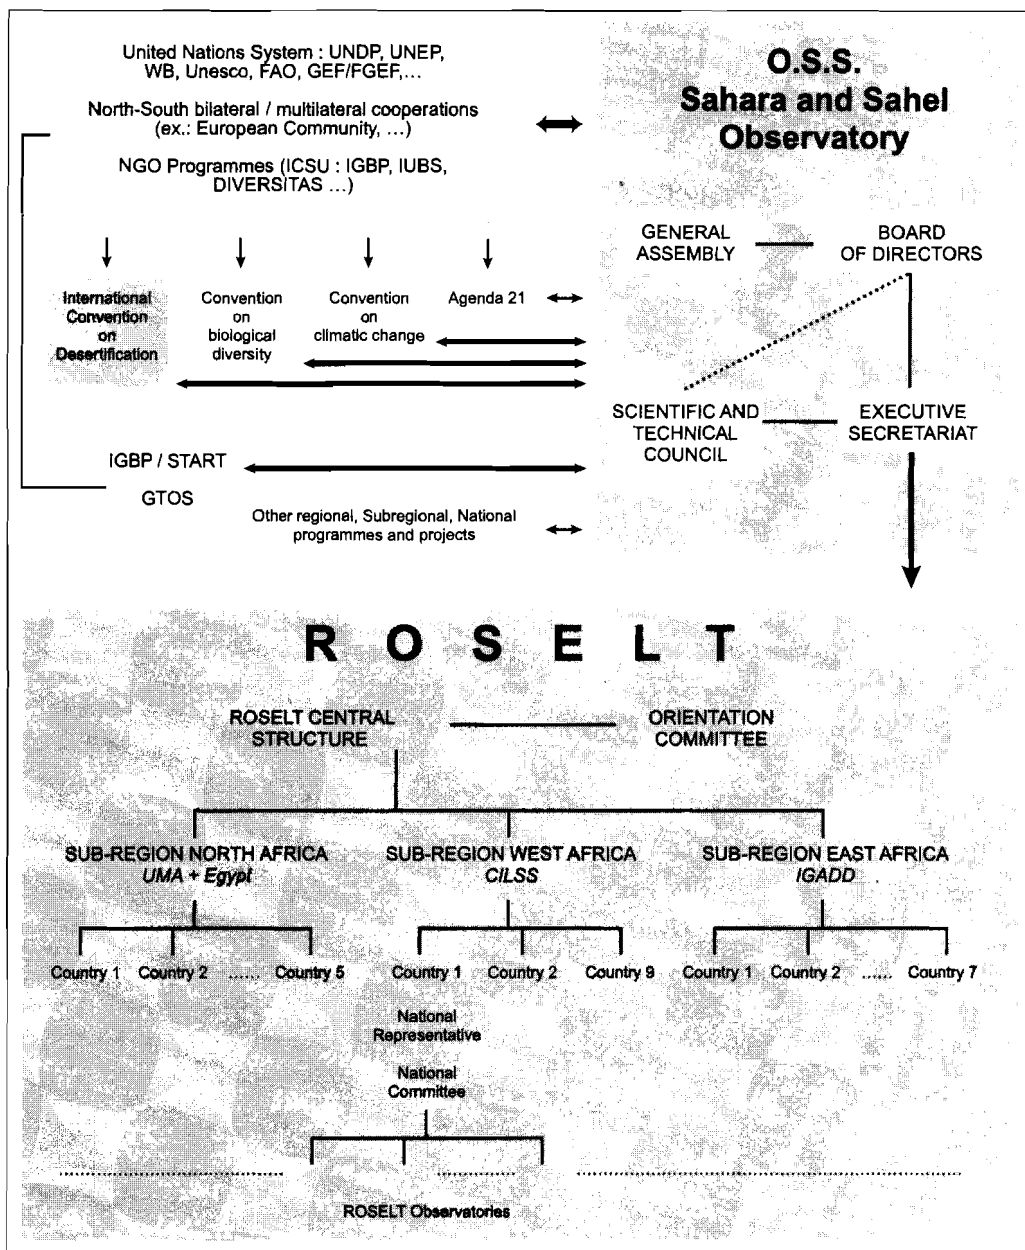 United Nations System : UNDP, UNEP,
WB, Unesco, FAO, GEF/FGEF,...
North-South bilateral / multilateral cooperations
(ex.: European Community, ...)
NGO Programmes (ICSU : IGBP, IUBS,
DIVERSITAS ...)
O.S.S.
Sahara and Sahel
Observatory
GENERAL
ASSEMBLY
BOARD
OF DIRECTORS
International
Convention
on
Desertification
Convention
on
biological
diversity
Convention
on
climatic change
Agenda 21
SCIENTIFIC AND
TECHNICAL
COUNCIL
EXECUTIVE
SECRETARIAT
IGBP / START
GTOS
Other regional, Subregional, National
programmes and projects
R O S E L T
ROSELT CENTRAL
STRUCTURE
ORIENTATION
COMMITTEE
SUB-REGION NORTH AFRICA
UMA + Egypt
SUB-REGION WEST AFRICA
CILSS
SUB-REGION EAST AFRICA
IGADD
Country 1 Country 2 ...... Country 5
Country 1 Country 2 Country 9
Country 1 Country 2 ...... Country 7
National
Representative
National
Committee
ROSELT Observatories